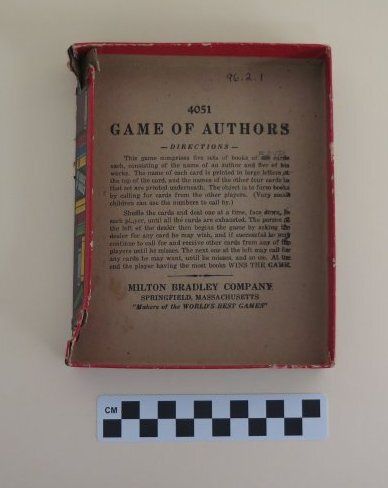 96.2.1
4051
GAME OF AUTHORS
— DIRECTIONS —
This game comprises five sets of books of cards
each, consisting of the name of an author and five of his
works. The name of each card is printed in large letters at
the top of the card, and the names of the other four cards in
that set are printed underneath. The object is to form books
by calling for cards from the other players. (Very small
children can use the numbers to call by.)
Shuffle the cards and deal one at a time, face down, to
each player, until all the cards are exhausted. The person at
the left of the dealer then begins the game by asking the
dealer for any card he may wish, and if successful he may
continue to call for and receive other cards from any of the
players until he misses. The next one at the left may call for
any cards he may want, until he misses, and so on. At the
end the player having the most books WINS THE GAME.
MILTON BRADLEY COMPANY
SPRINGFIELD, MASSACHUSETTS
"Makers of the WORLD'S BEST GAMES"
CM